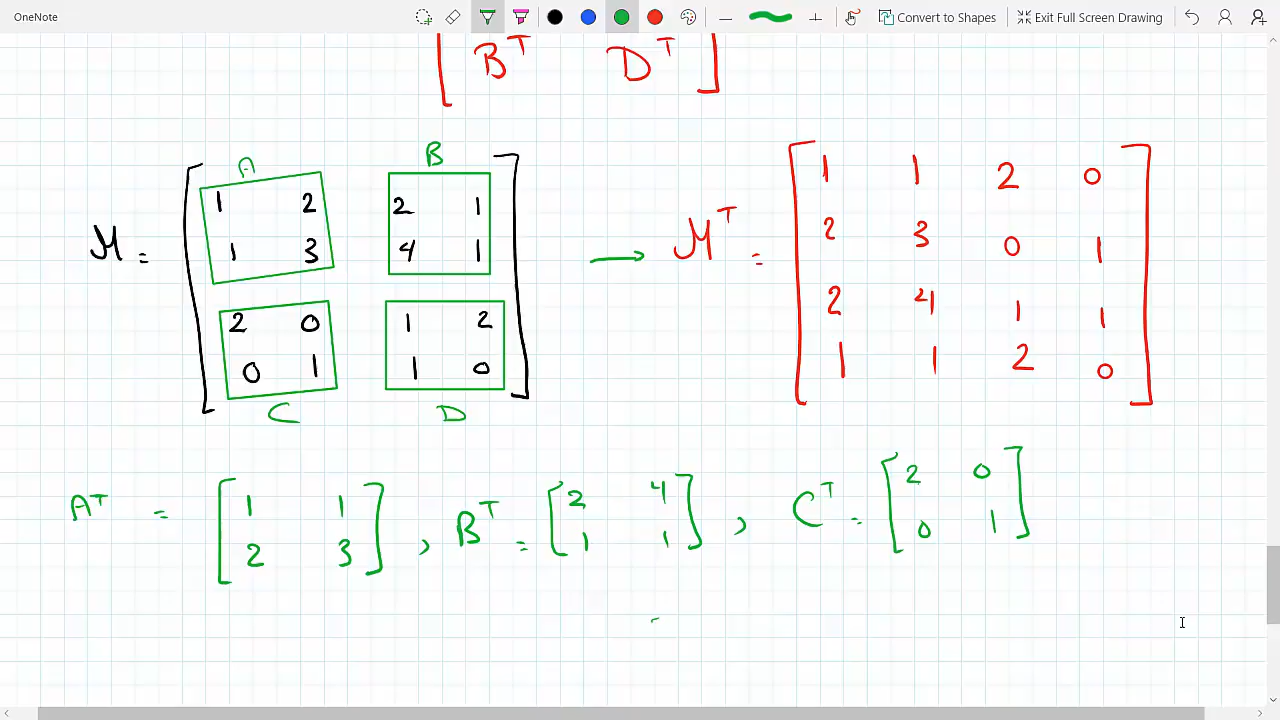 OneNote
Convert to Shapes
Exit Full Screen Drawing
[ B^T D^T ]
A B
M = [ 1 2 2 1
1 3 4 1
2 0 1 2
0 1 1 0 ]
C D
→ M^T = [ 1 1 2 0
2 3 0 1
2 4 1 1
1 1 2 0 ]
A^T = [ 1 1
2 3 ] , B^T = [ 2 4
1 1 ] , C^T = [ 2 0
0 1 ]